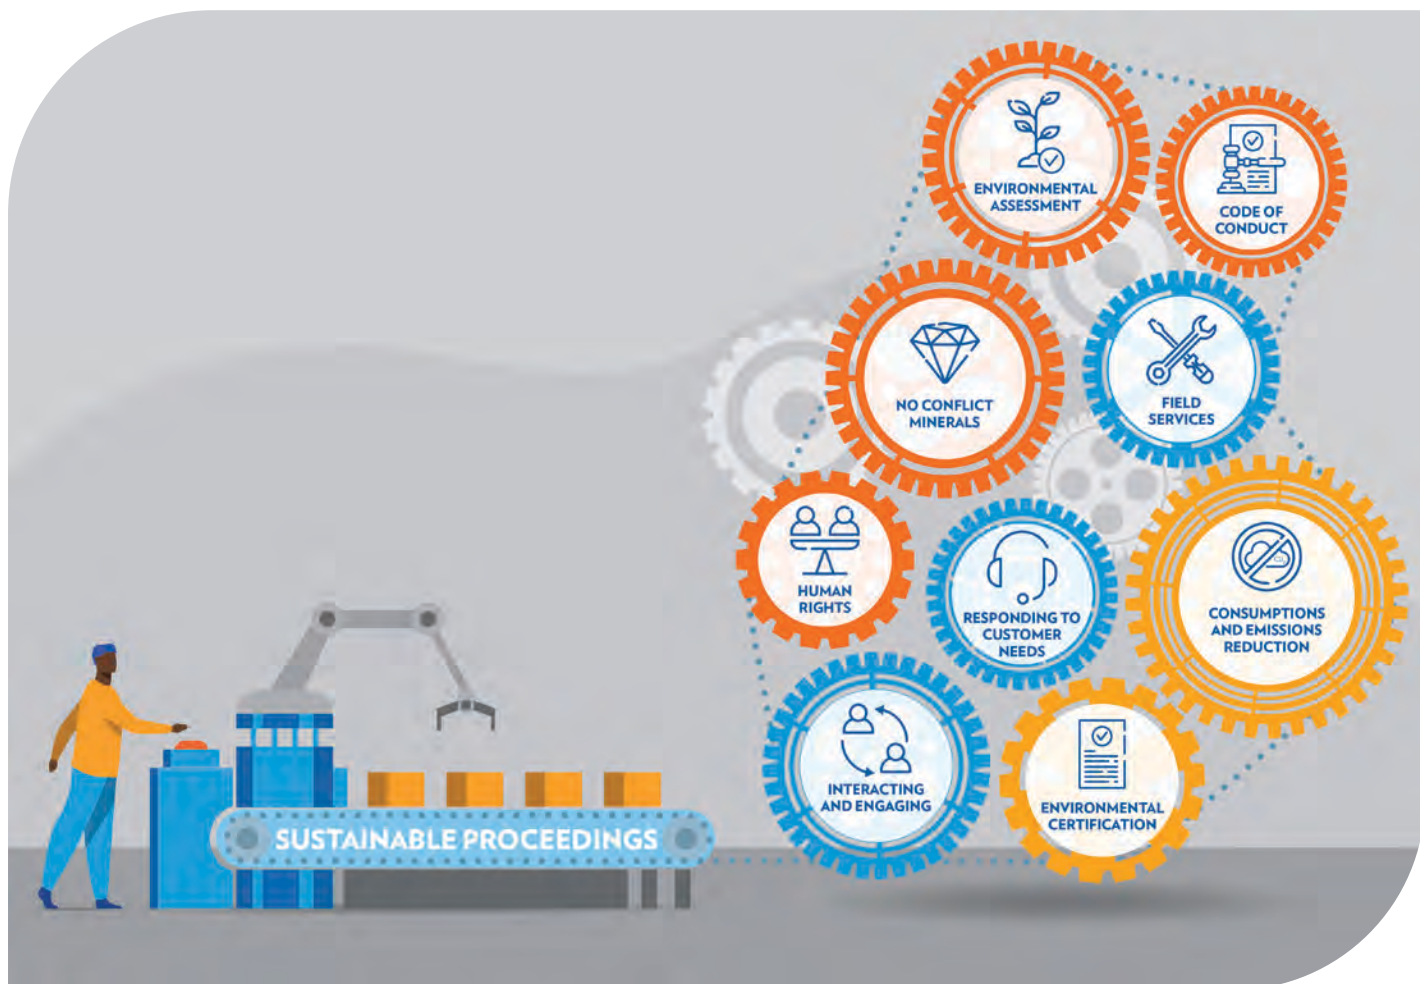 ENVIRONMENTAL
ASSESSMENT
CODE OF
CONDUCT
NO CONFLICT
MINERALS
FIELD
SERVICES
HUMAN
RIGHTS
RESPONDING TO
CUSTOMER
NEEDS
CONSUMPTIONS
AND EMISSIONS
REDUCTION
INTERACTING
AND ENGAGING
ENVIRONMENTAL
CERTIFICATION
SUSTAINABLE PROCEEDINGS